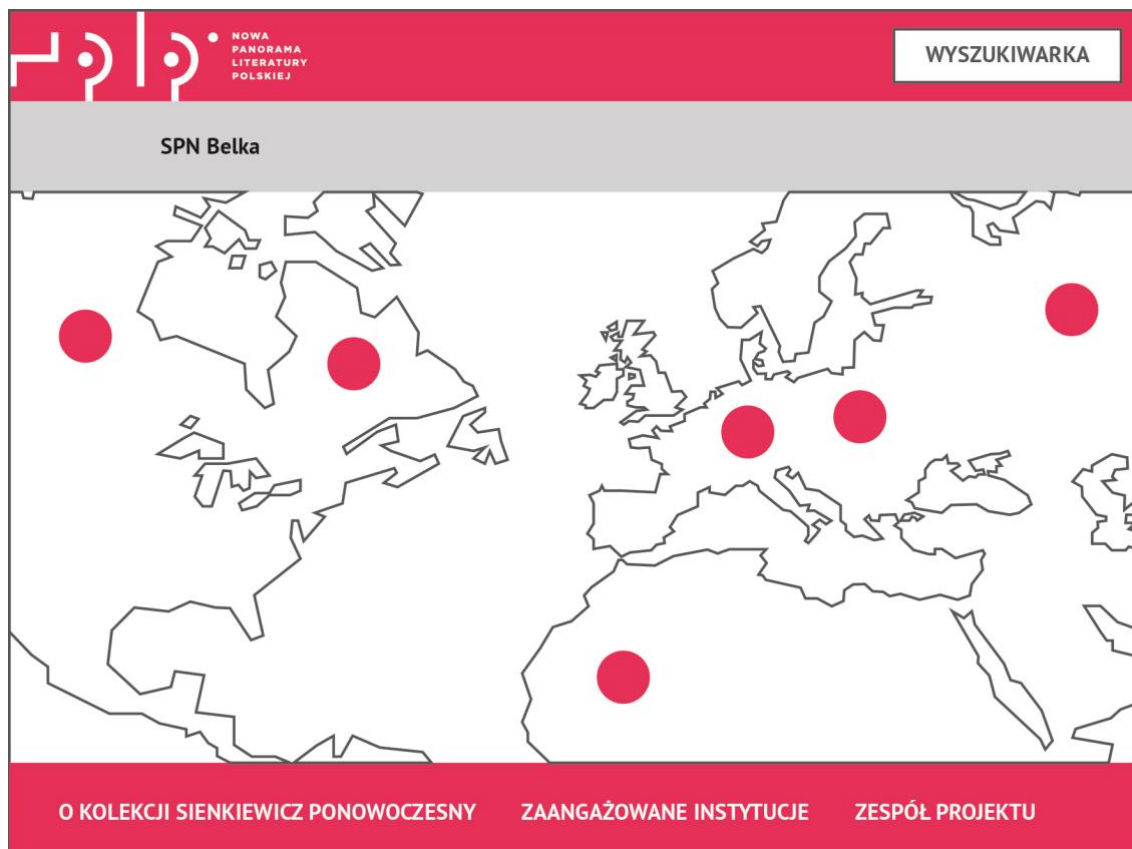 NOWA
PANORAMA
LITERATURY
POLSKIEJ
WYSZUKIWARKA
SPN Belka
O KOLEKCJI SIENKIEWICZ PONOWOCZESNY ZAANGAŻOWANE INSTYTUCJE ZESPÓŁ PROJEKTU